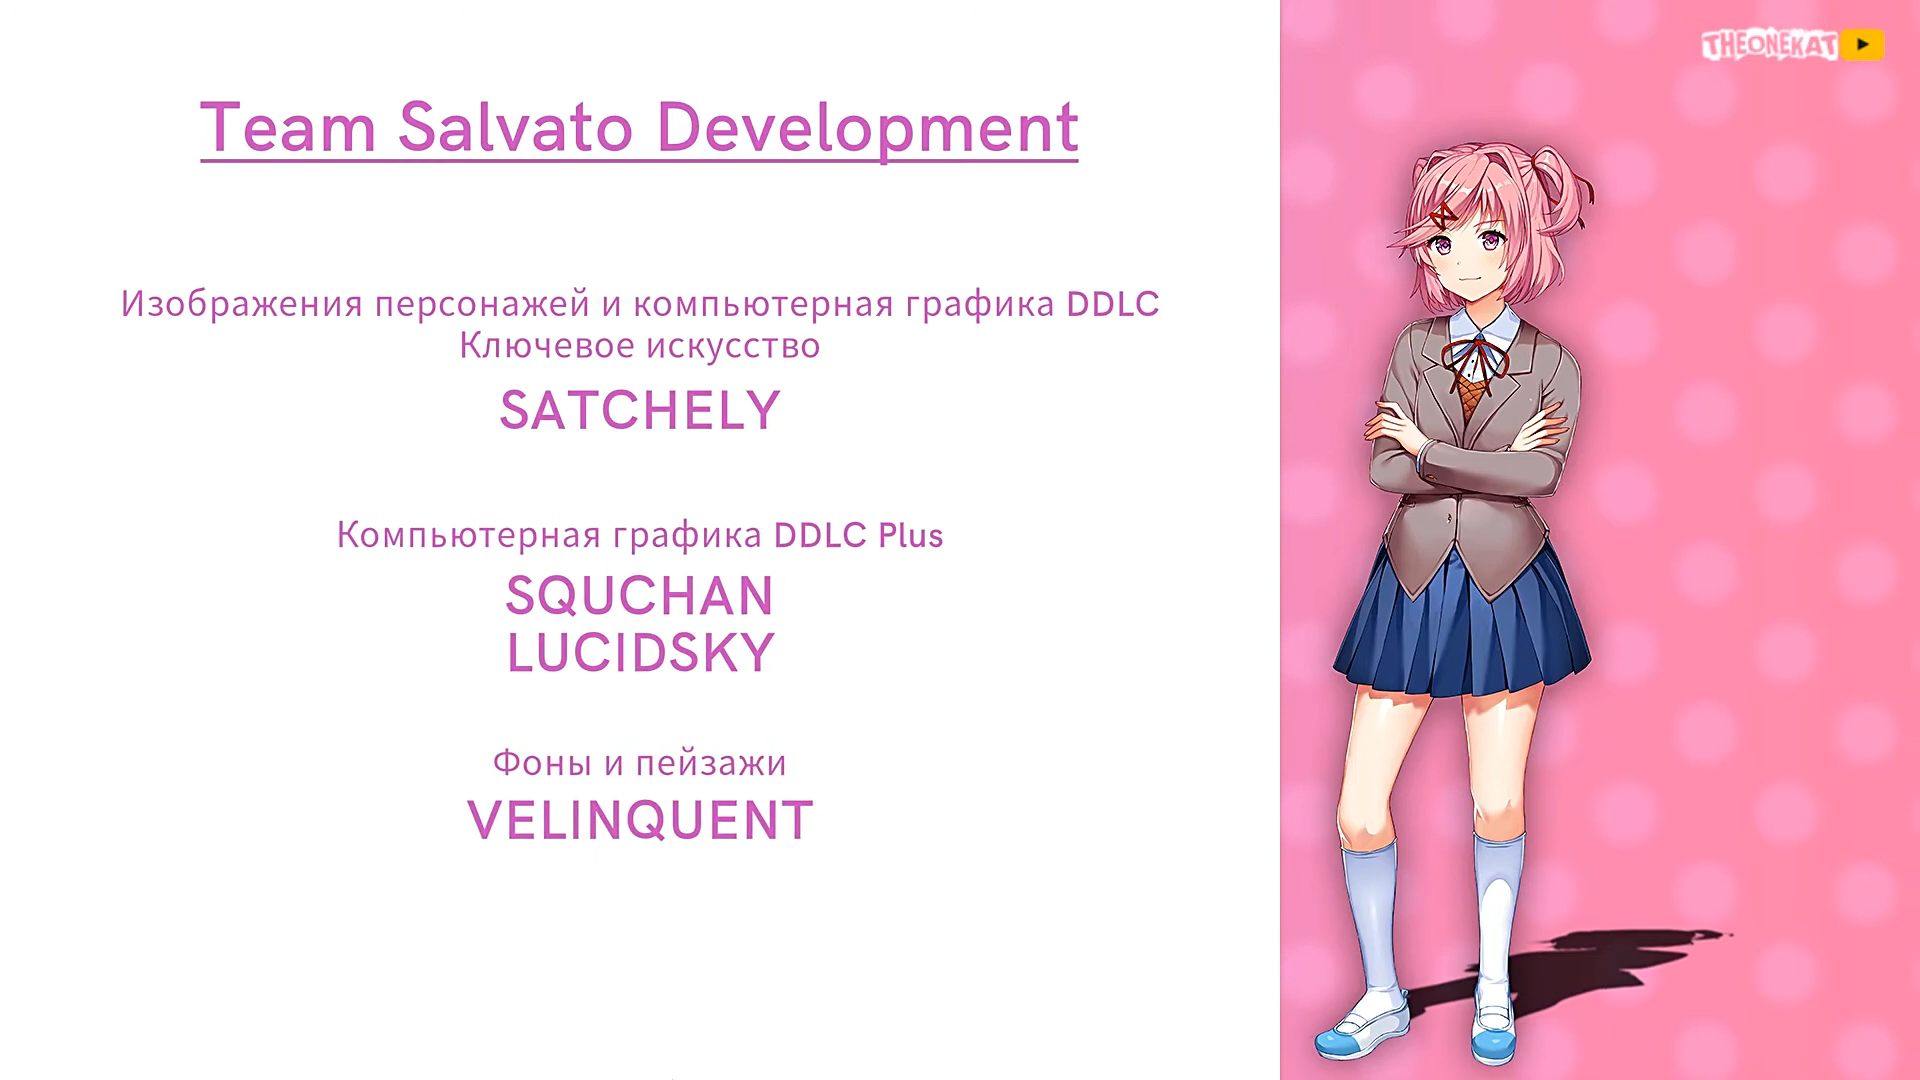 Team Salvato Development
Изображения персонажей и компьютерная графика DDLC
Ключевое искусство
SATCHELY
Компьютерная графика DDLC Plus
SQUCHAN
LUCIDSKY
Фоны и пейзажи
VELINQUENT
THEONEKAT